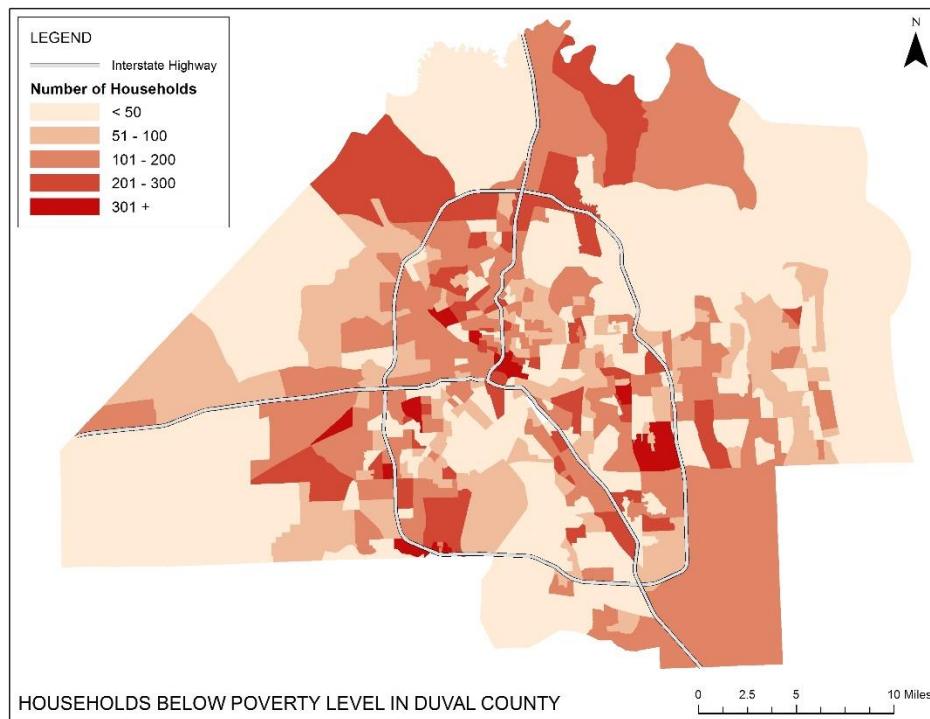 LEGEND
Interstate Highway
Number of Households
< 50
51 - 100
101 - 200
201 - 300
301 +
N
HOUSEHOLDS BELOW POVERTY LEVEL IN DUVAL COUNTY
0 2.5 5 10 Miles